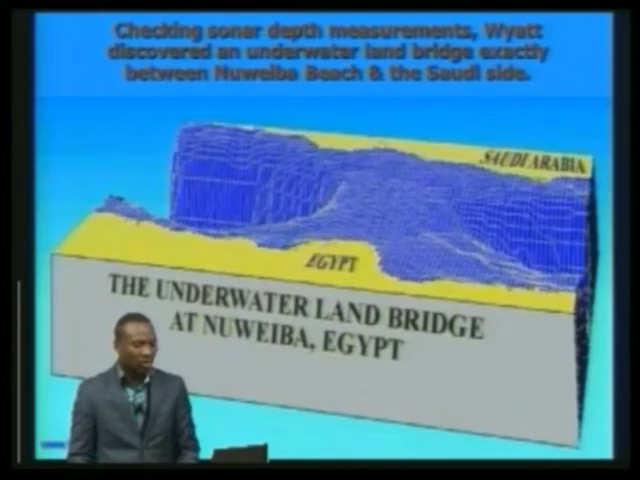 Checking sonar depth measurements, Wyatt
discovered an underwater land bridge exactly
between Nuweiba Beach & the Saudi side.
SAUDI ARABIA
EGYPT
THE UNDERWATER LAND BRIDGE
AT NUWEIBA, EGYPT